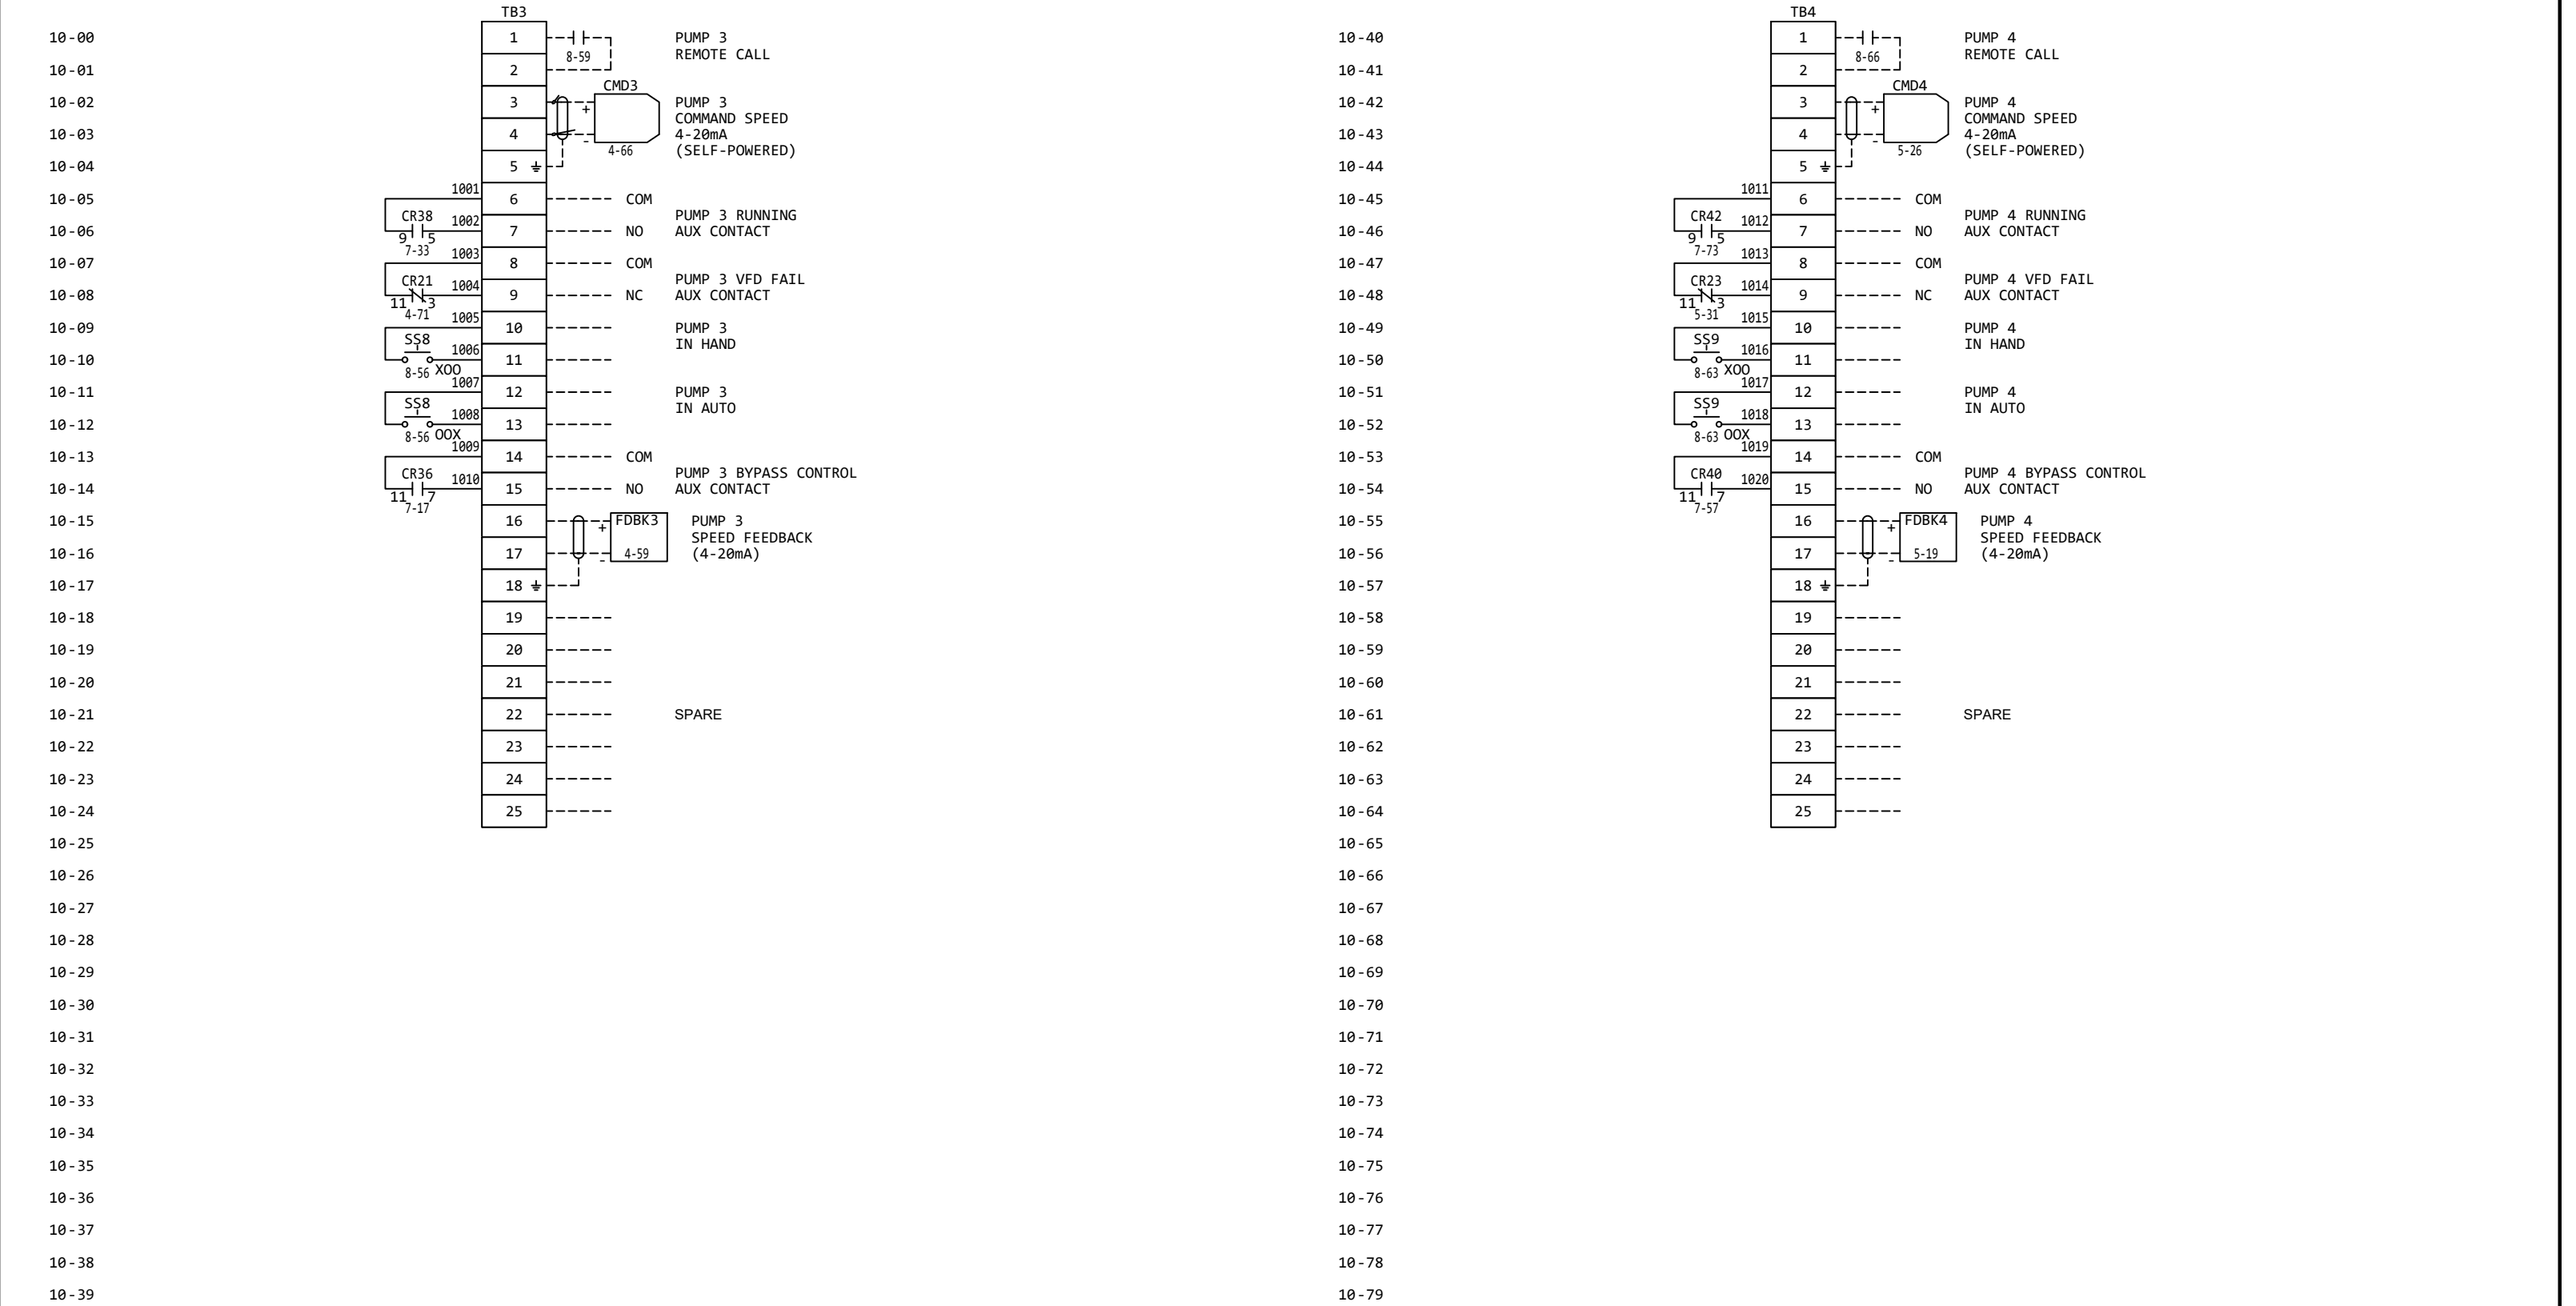 TB3
10-00 1 PUMP 3
8-59 REMOTE CALL
10-01 2
CMD3
10-02 3 + PUMP 3
COMMAND SPEED
10-03 4 - 4-20mA
4-66 (SELF-POWERED)
10-04 5
1001
10-05 6 COM
CR38 1002 PUMP 3 RUNNING
10-06 9 5 7 NO AUX CONTACT
7-33 1003
10-07 8 COM
CR21 1004 PUMP 3 VFD FAIL
10-08 11 3 9 NC AUX CONTACT
4-71 1005
10-09 10 PUMP 3
SS8 1006 IN HAND
10-10 11
8-56 XOO
1007
10-11 12 PUMP 3
SS8 1008 IN AUTO
10-12 13
8-56 OOX
1009
10-13 14 COM
CR36 1010 PUMP 3 BYPASS CONTROL
10-14 11 7 15 NO AUX CONTACT
7-17
10-15 16 + FDBK3 PUMP 3
SPEED FEEDBACK
10-16 17 - 4-59 (4-20mA)
10-17 18
10-18 19
10-19 20
10-20 21
10-21 22 SPARE
10-22 23
10-23 24
10-24 25
10-25
10-26
10-27
10-28
10-29
10-30
10-31
10-32
10-33
10-34
10-35
10-36
10-37
10-38
10-39
TB4
10-40 1 PUMP 4
8-66 REMOTE CALL
10-41 2
CMD4
10-42 3 + PUMP 4
COMMAND SPEED
10-43 4 - 4-20mA
5-26 (SELF-POWERED)
10-44 5
1011
10-45 6 COM
CR42 1012 PUMP 4 RUNNING
10-46 9 5 7 NO AUX CONTACT
7-73 1013
10-47 8 COM
CR23 1014 PUMP 4 VFD FAIL
10-48 11 3 9 NC AUX CONTACT
5-31 1015
10-49 10 PUMP 4
SS9 1016 IN HAND
10-50 11
8-63 XOO
1017
10-51 12 PUMP 4
SS9 1018 IN AUTO
10-52 13
8-63 OOX
1019
10-53 14 COM
CR40 1020 PUMP 4 BYPASS CONTROL
10-54 11 7 15 NO AUX CONTACT
7-57
10-55 16 + FDBK4 PUMP 4
SPEED FEEDBACK
10-56 17 - 5-19 (4-20mA)
10-57 18
10-58 19
10-59 20
10-60 21
10-61 22 SPARE
10-62 23
10-63 24
10-64 25
10-65
10-66
10-67
10-68
10-69
10-70
10-71
10-72
10-73
10-74
10-75
10-76
10-77
10-78
10-79